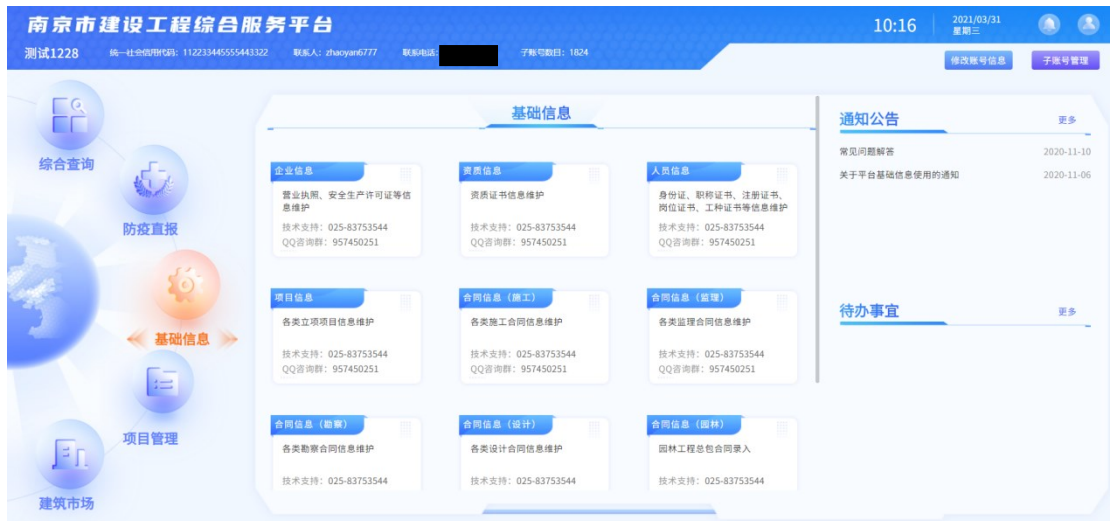 南京市建设工程综合服务平台
10:16
2021/03/31
星期三
测试1228 统一社会信用代码：112233445555443322 联系人：zhaoyan6777 联系电话： 子账号数目：1824
修改账号信息 子账号管理
综合查询
防疫直报
基础信息
项目管理
建筑市场
基础信息
企业信息
营业执照、安全生产许可证等信
息维护
技术支持：025-83753544
QQ咨询群：957450251
资质信息
资质证书信息维护
技术支持：025-83753544
QQ咨询群：957450251
人员信息
身份证、职称证书、注册证书、
岗位证书、工种证书等信息维护
技术支持：025-83753544
QQ咨询群：957450251
项目信息
各类立项项目信息维护
技术支持：025-83753544
QQ咨询群：957450251
合同信息（施工）
各类施工合同信息维护
技术支持：025-83753544
QQ咨询群：957450251
合同信息（监理）
各类监理合同信息维护
技术支持：025-83753544
QQ咨询群：957450251
合同信息（勘察）
各类勘察合同信息维护
技术支持：025-83753544
合同信息（设计）
各类设计合同信息维护
技术支持：025-83753544
合同信息（园林）
园林工程总包合同录入
技术支持：025-83753544
通知公告 更多
常见问题解答 2020-11-10
关于平台基础信息使用的通知 2020-11-06
待办事宜 更多